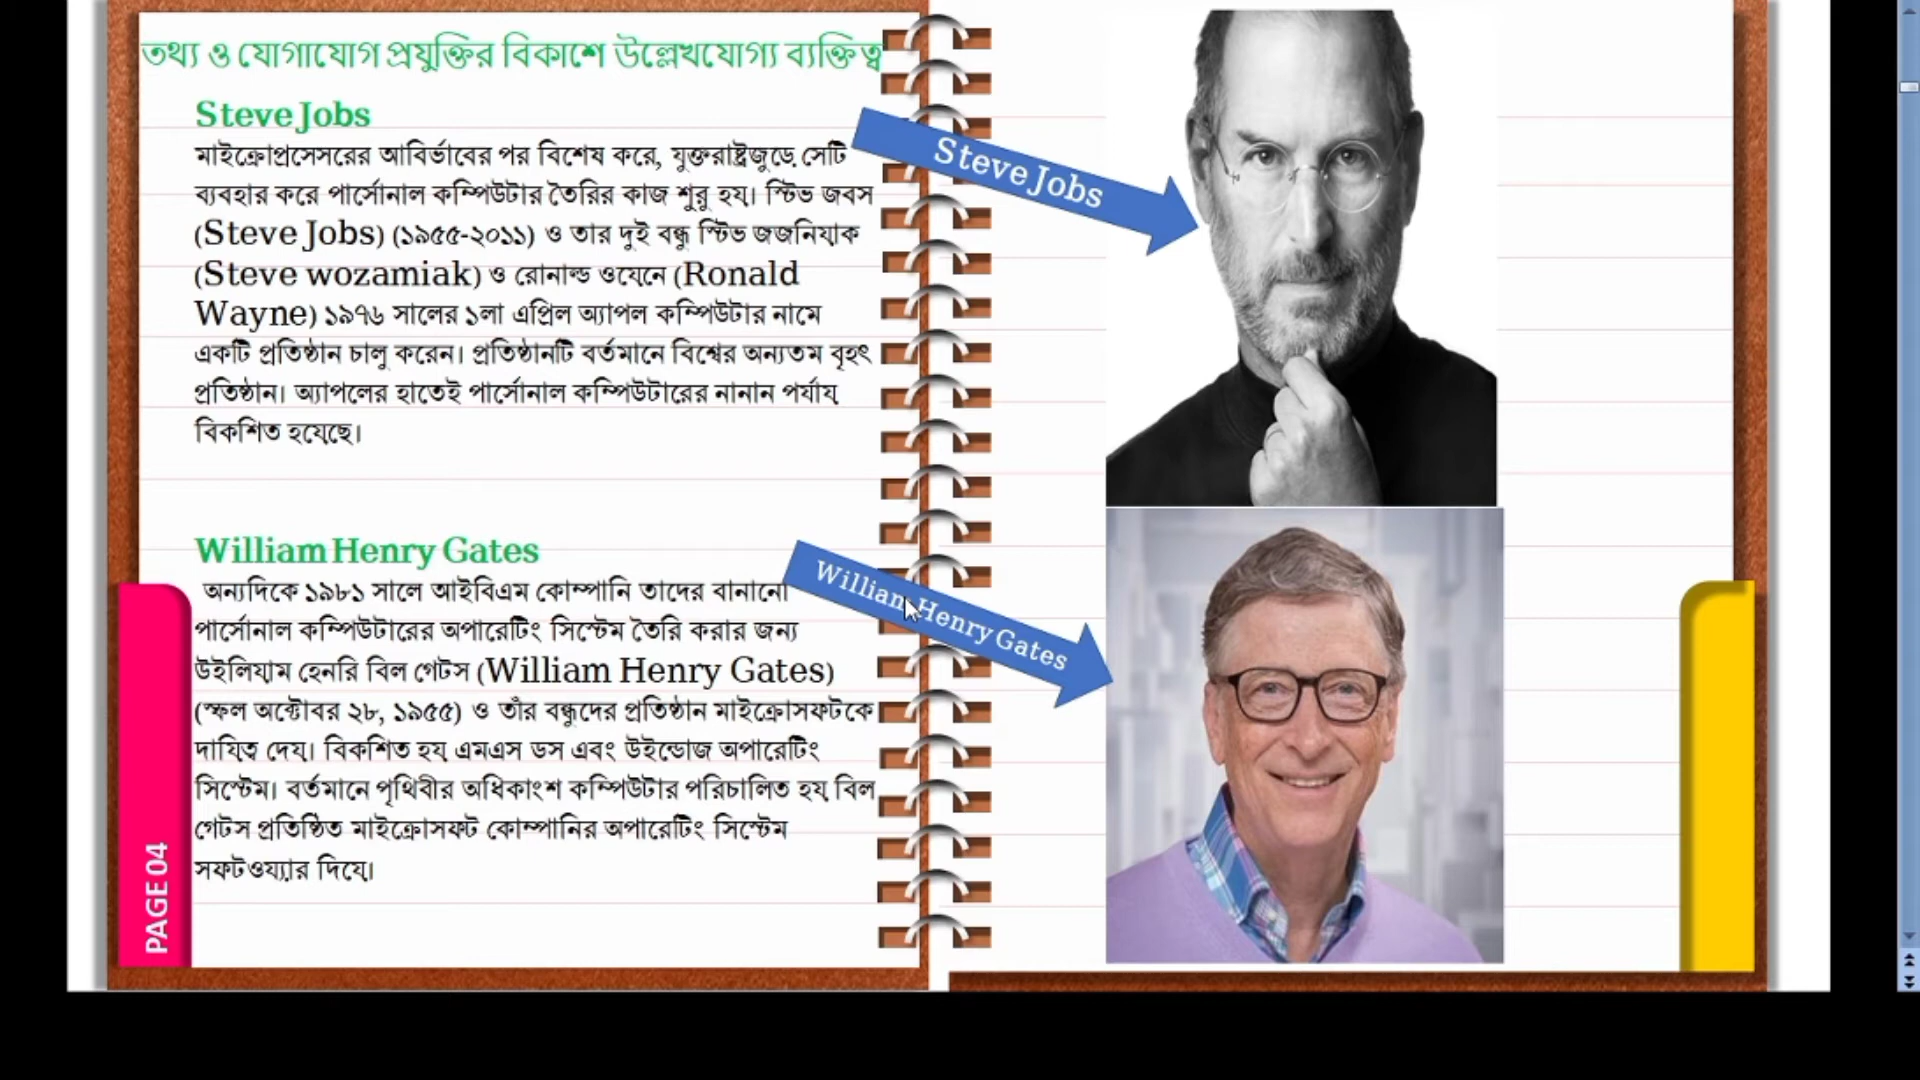 তথ্য ও যোগাযোগ প্রযুক্তির বিকাশে উল্লেখযোগ্য ব্যক্তিত্ব
Steve Jobs
মাইক্রোপ্রসেসরের আবির্ভাবের পর বিশেষ করে, যুক্তরাষ্ট্রজুড়ে সেটি
ব্যবহার করে পার্সোনাল কম্পিউটার তৈরির কাজ শুরু হয়। স্টিভ জবস
(Steve Jobs) (১৯৫৫-২০১১) ও তার দুই বন্ধু স্টিভ জজনিয়াক
(Steve wozamiak) ও রোনাল্ড ওয়েনে (Ronald
Wayne) ১৯৭৬ সালের ১লা এপ্রিল অ্যাপল কম্পিউটার নামে
একটি প্রতিষ্ঠান চালু করেন। প্রতিষ্ঠানটি বর্তমানে বিশ্বের অন্যতম বৃহৎ
প্রতিষ্ঠান। অ্যাপলের হাতেই পার্সোনাল কম্পিউটারের নানান পর্যায়
বিকশিত হয়েছে।
William Henry Gates
অন্যদিকে ১৯৮১ সালে আইবিএম কোম্পানি তাদের বানানো
পার্সোনাল কম্পিউটারের অপারেটিং সিস্টেম তৈরি করার জন্য
উইলিয়াম হেনরি বিল গেটস (William Henry Gates)
(স্ফল অক্টোবর ২৮, ১৯৫৫) ও তাঁর বন্ধুদের প্রতিষ্ঠান মাইক্রোসফটকে
দায়িত্ব দেয়। বিকশিত হয় এমএস ডস এবং উইন্ডোজ অপারেটিং
সিস্টেম। বর্তমানে পৃথিবীর অধিকাংশ কম্পিউটার পরিচালিত হয় বিল
গেটস প্রতিষ্ঠিত মাইক্রোসফট কোম্পানির অপারেটিং সিস্টেম
সফটওয়্যার দিয়ে।
PAGE 04
Steve Jobs
William Henry Gates